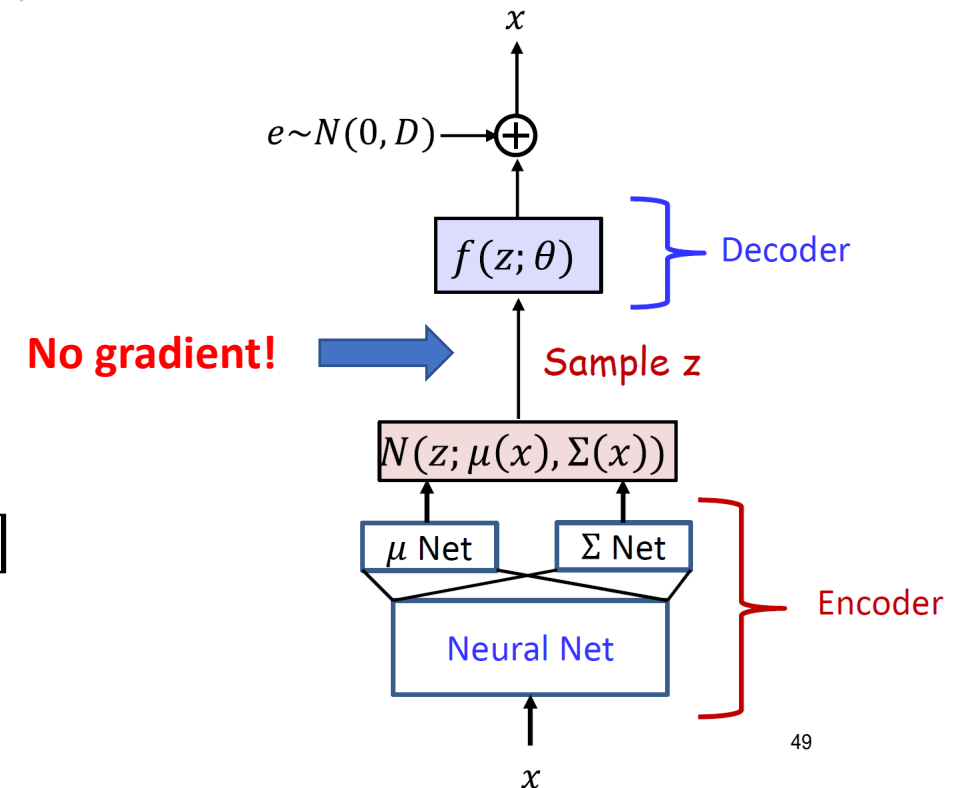 x
e~N(0, D)
+
f(z; θ)
Decoder
No gradient!
Sample z
N(z; μ(x), Σ(x))
μ Net
Σ Net
Encoder
Neural Net
49
x